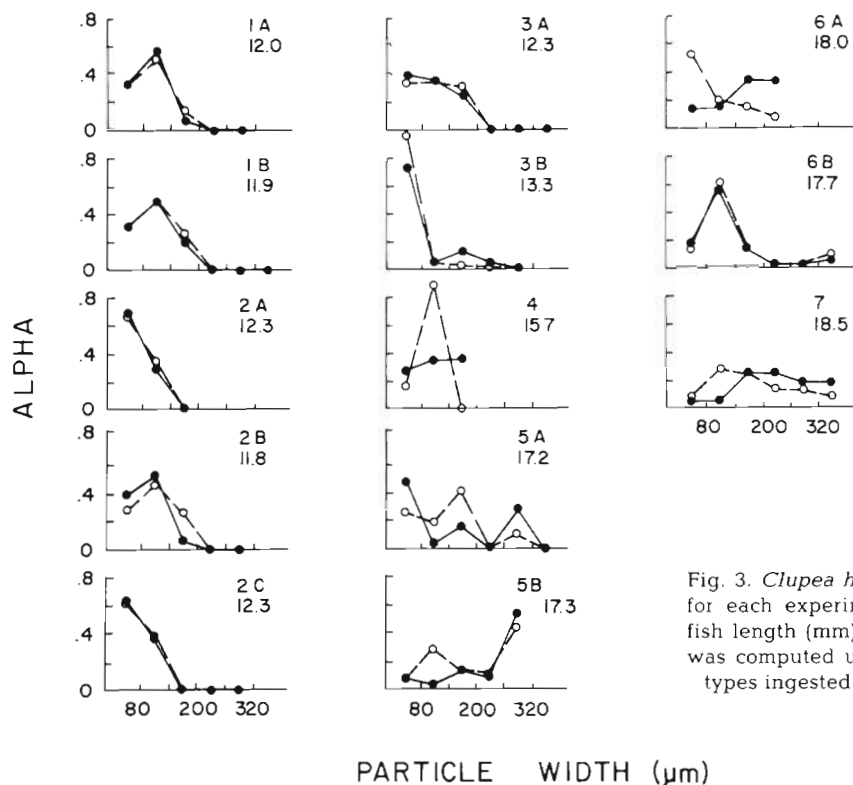 1A
12.0
3A
12.3
6A
18.0
.8
.4
0
1B
11.9
3B
13.3
6B
17.7
.8
.4
0
2A
12.3
4
15.7
7
18.5
.8
.4
0
80 200 320
2B
11.8
5A
17.2
.8
.4
0
2C
12.3
5B
17.3
.8
.4
0
80 200 320
80 200 320
ALPHA
PARTICLE WIDTH (µm)
Fig. 3. Clupea h
for each experi
fish length (mm)
was computed u
types ingested